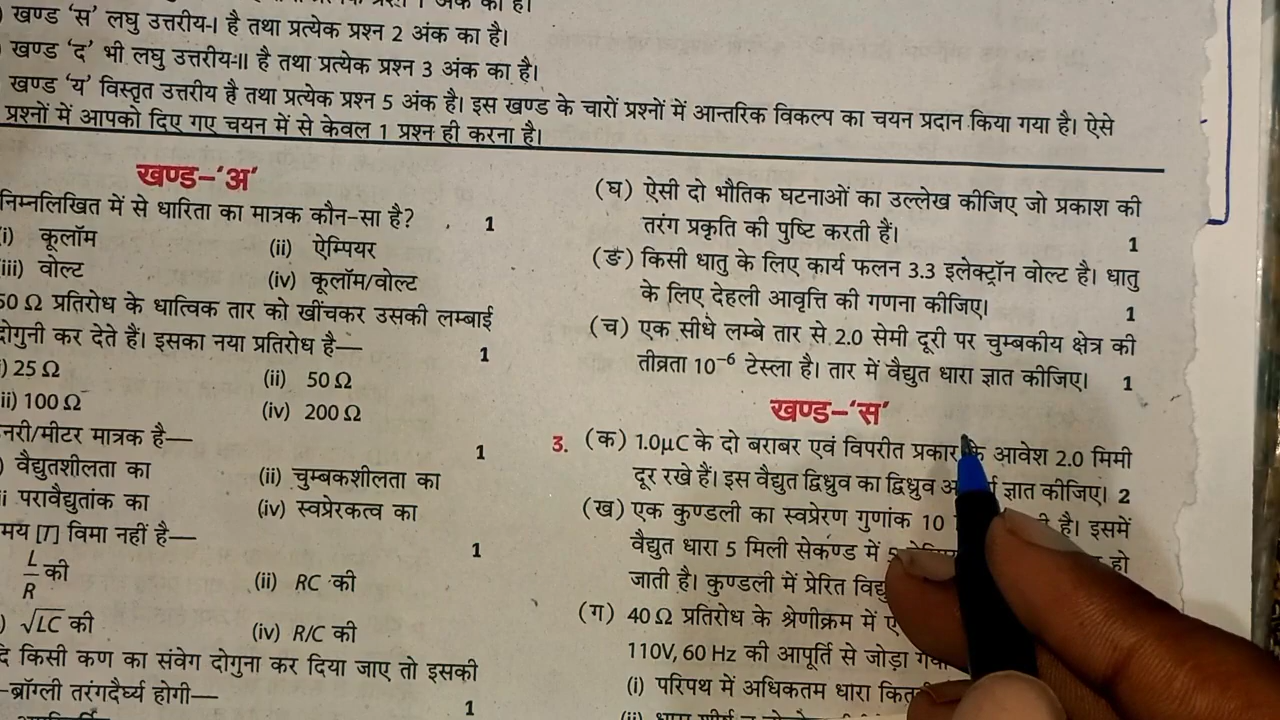 खण्ड 'स' लघु उत्तरीय-I है तथा प्रत्येक प्रश्न 2 अंक का है।
खण्ड 'द' भी लघु उत्तरीय-II है तथा प्रत्येक प्रश्न 3 अंक का है।
खण्ड 'य' विस्तृत उत्तरीय है तथा प्रत्येक प्रश्न 5 अंक है। इस खण्ड के चारों प्रश्नों में आन्तरिक विकल्प का चयन प्रदान किया गया है। ऐसे
प्रश्नों में आपको दिए गए चयन में से केवल 1 प्रश्न ही करना है।
खण्ड-'अ'
निम्नलिखित में से धारिता का मात्रक कौन-सा है? 1
i) कूलॉम (ii) ऐम्पियर
iii) वोल्ट (iv) कूलॉम/वोल्ट
50 Ω प्रतिरोध के धात्विक तार को खींचकर उसकी लम्बाई
दोगुनी कर देते हैं। इसका नया प्रतिरोध है— 1
) 25 Ω (ii) 50 Ω
ii) 100 Ω (iv) 200 Ω
नरी/मीटर मात्रक है— 1
) वैद्युतशीलता का (ii) चुम्बकशीलता का
ii परावैद्युतांक का (iv) स्वप्रेरकत्व का
मय [T] विमा नहीं है— 1
L/R की (ii) RC की
) √LC की (iv) R/C की
दि किसी कण का संवेग दोगुना कर दिया जाए तो इसकी
-ब्रॉग्ली तरंगदैर्घ्य होगी— 1
(घ) ऐसी दो भौतिक घटनाओं का उल्लेख कीजिए जो प्रकाश की
तरंग प्रकृति की पुष्टि करती हैं। 1
(ङ) किसी धातु के लिए कार्य फलन 3.3 इलेक्ट्रॉन वोल्ट है। धातु
के लिए देहली आवृत्ति की गणना कीजिए। 1
(च) एक सीधे लम्बे तार से 2.0 सेमी दूरी पर चुम्बकीय क्षेत्र की
तीव्रता 10⁻⁶ टेस्ला है। तार में वैद्युत धारा ज्ञात कीजिए। 1
खण्ड-'स'
3. (क) 1.0μC के दो बराबर एवं विपरीत प्रकार के आवेश 2.0 मिमी
दूर रखे हैं। इस वैद्युत द्विध्रुव का द्विध्रुव ज्ञात कीजिए। 2
(ख) एक कुण्डली का स्वप्रेरण गुणांक 10 है। इसमें
वैद्युत धारा 5 मिली सेकण्ड में हो
जाती है। कुण्डली में प्रेरित
(ग) 40 Ω प्रतिरोध के श्रेणीक्रम में
110V, 60 Hz की आपूर्ति से जोड़ा
(i) परिपथ में अधिकतम धारा